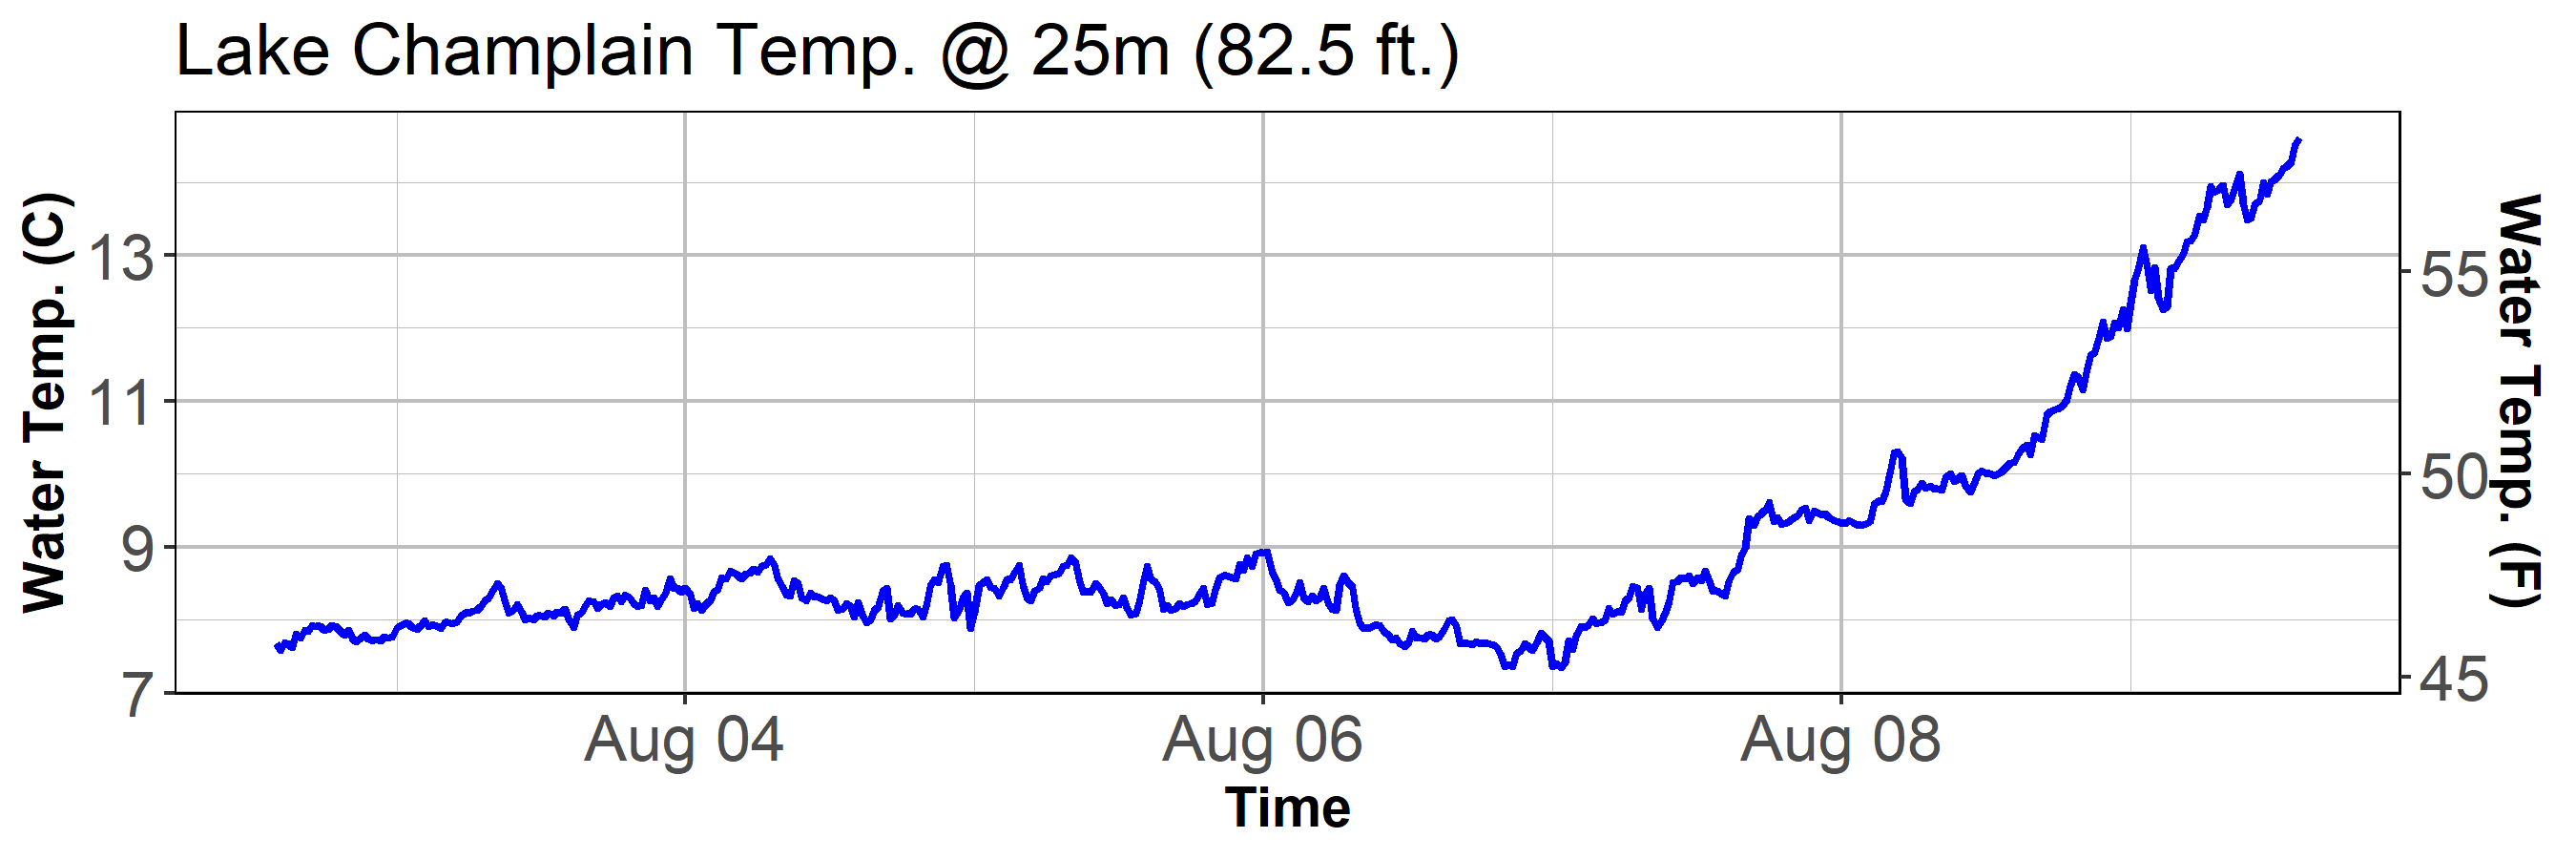 Lake Champlain Temp. @ 25m (82.5 ft.)
Water Temp. (C)
13
11
9
7
55
50
45
Water Temp. (F)
Aug 04 Aug 06 Aug 08
Time